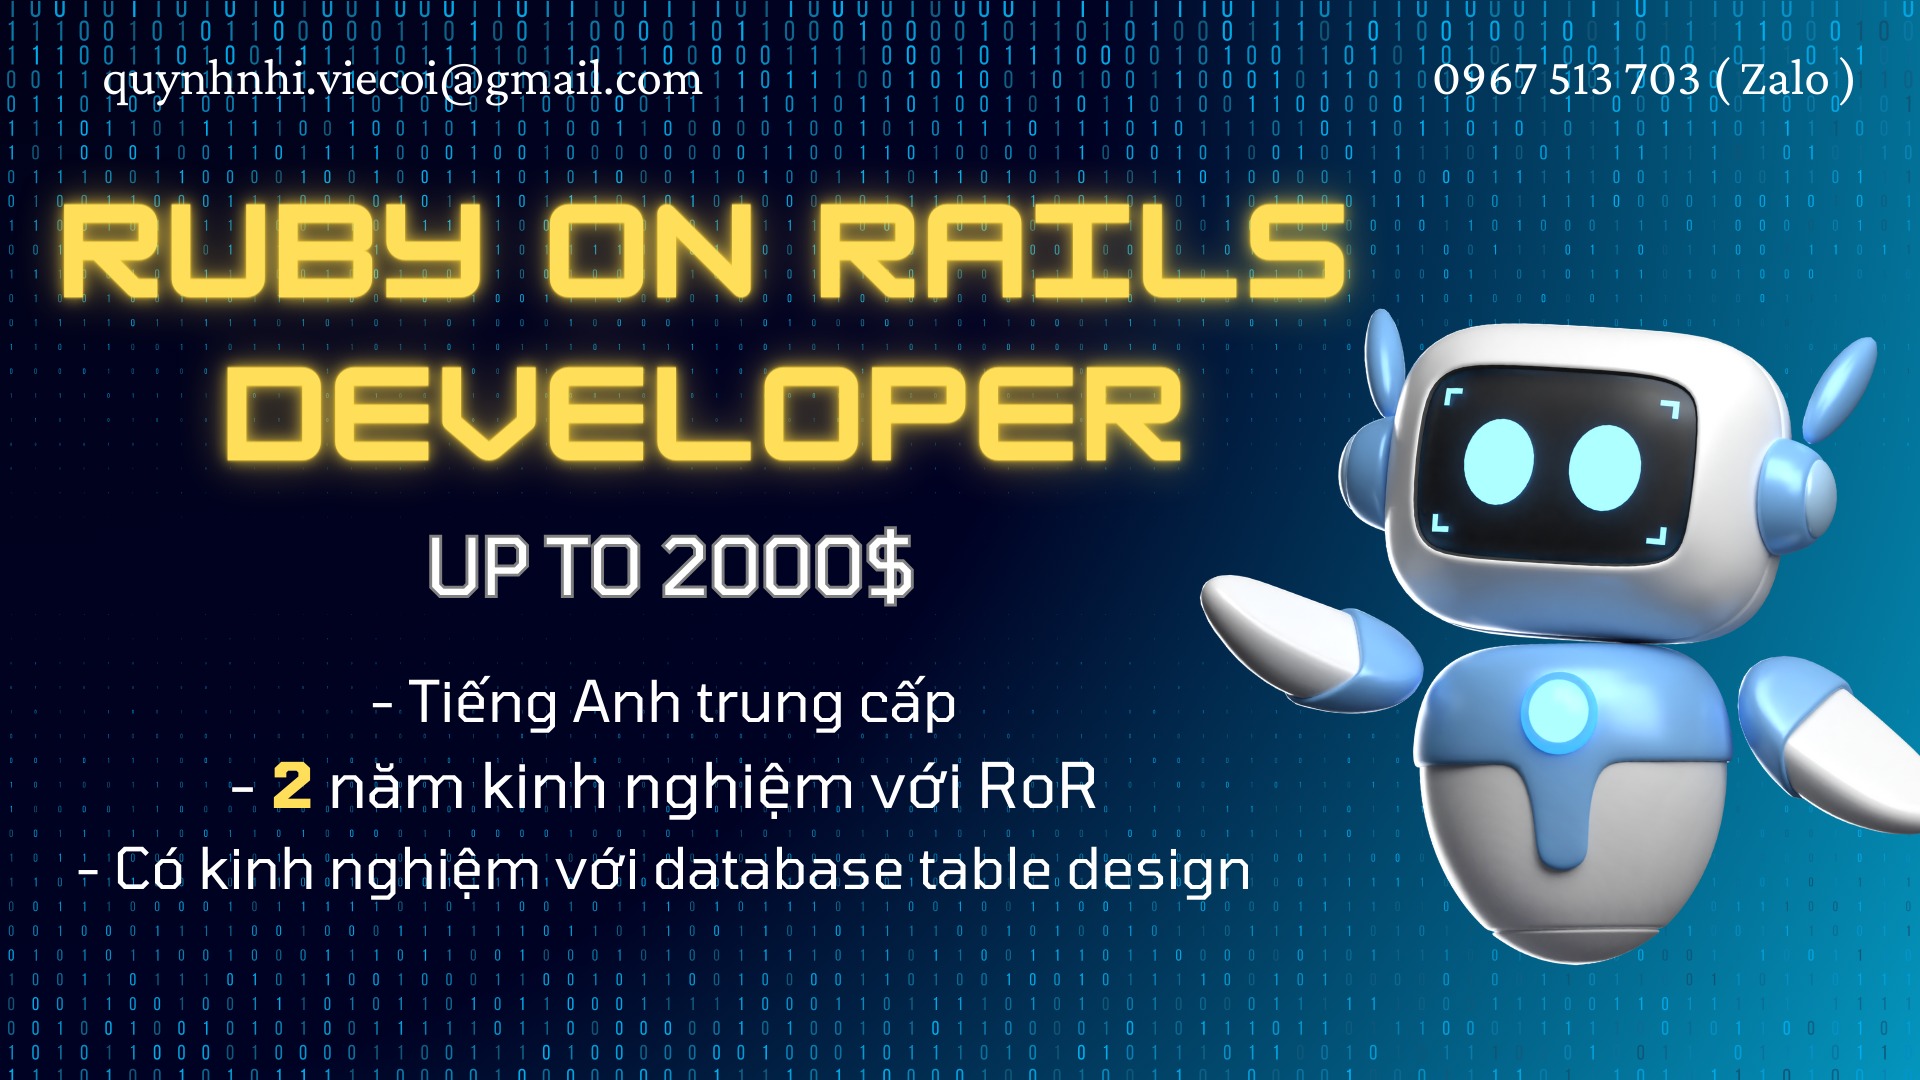 quynhnhi.viecoi@gmail.com
0967 513 703 ( Zalo )
RUBY ON RAILS
DEVELOPER
UP TO 2000$
- Tiếng Anh trung cấp
- 2 năm kinh nghiệm với RoR
- Có kinh nghiệm với database table design